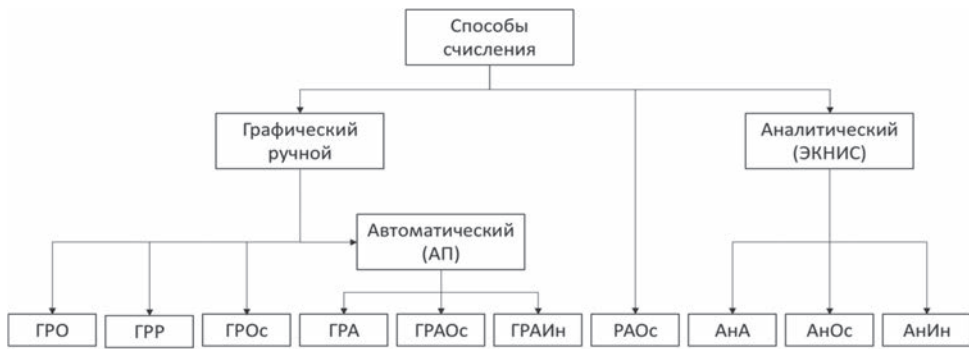 Способы
счисления
Графический
ручной
Аналитический
(ЭКНИС)
Автоматический
(АП)
ГРО
ГРР
ГРОс
ГРА
ГРАОс
ГРАИн
РАОс
АнА
АнОс
АнИн